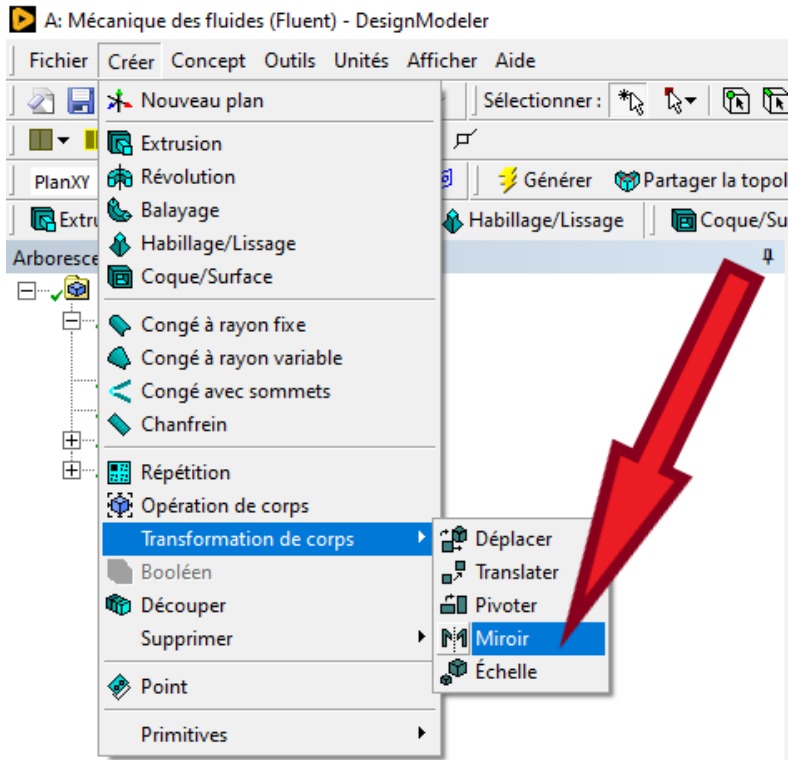 A: Mécanique des fluides (Fluent) - DesignModeler
Fichier Créer Concept Outils Unités Afficher Aide
Nouveau plan
Sélectionner :
Extrusion
PlanXY
Révolution
Générer
Partager la topol
Balayage
Extru
Habillage/Lissage
Coque/Su
Habillage/Lissage
Arboresce
Coque/Surface
Congé à rayon fixe
Congé à rayon variable
Congé avec sommets
Chanfrein
Répétition
Opération de corps
Transformation de corps
Déplacer
Booléen
Translater
Découper
Pivoter
Supprimer
Miroir
Échelle
Point
Primitives